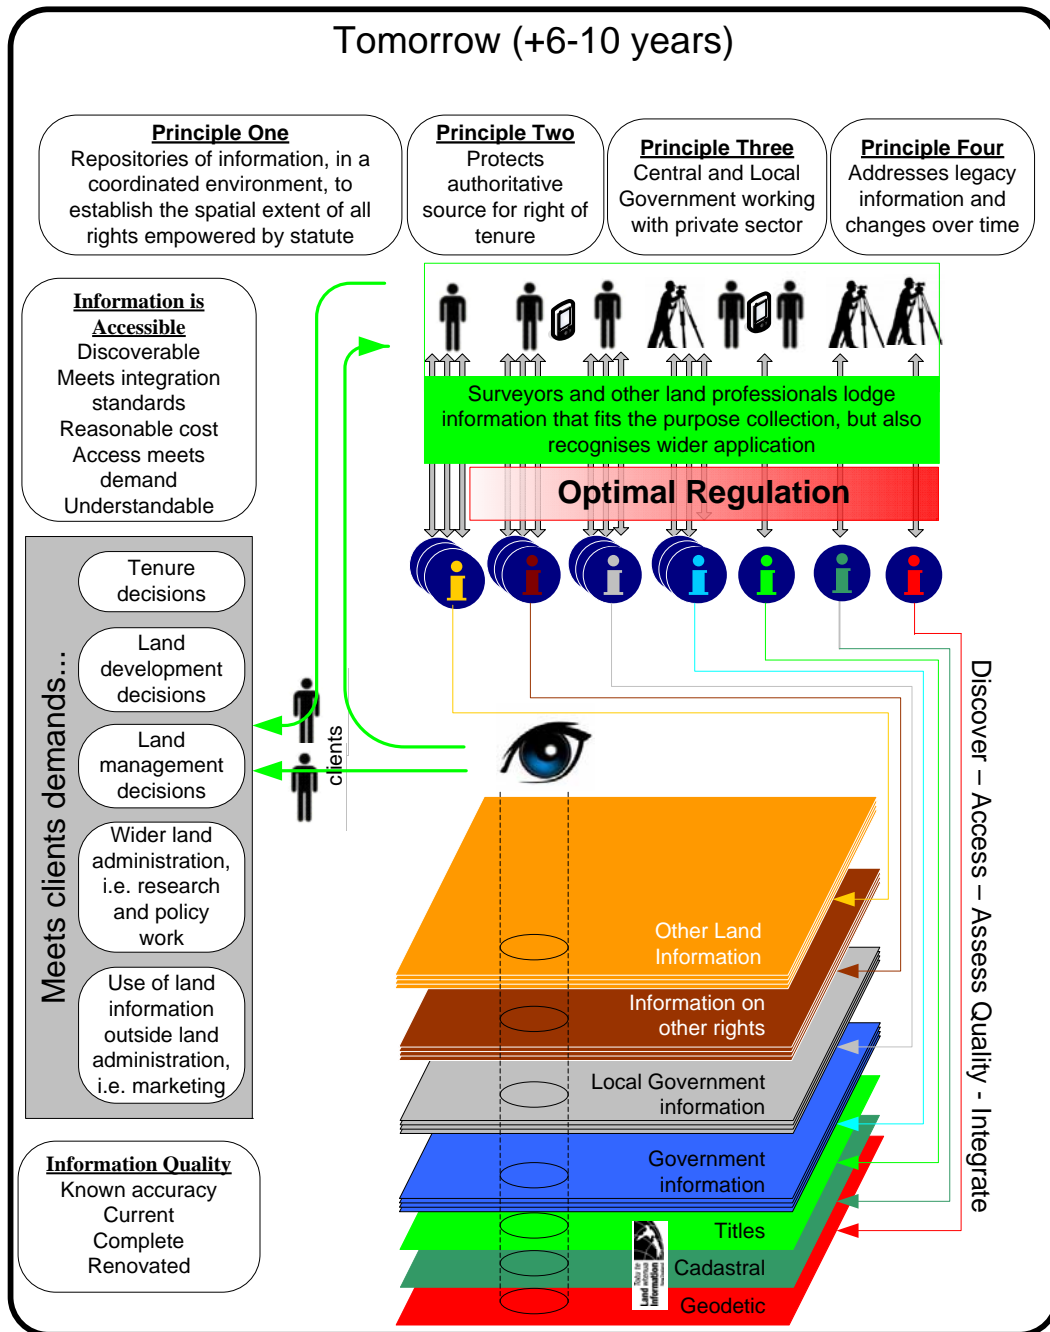 Tomorrow (+6-10 years)
Principle One
Repositories of information, in a
coordinated environment, to
establish the spatial extent of all
rights empowered by statute
Principle Two
Protects
authoritative
source for right of
tenure
Principle Three
Central and Local
Government working
with private sector
Principle Four
Addresses legacy
information and
changes over time
Information is
Accessible
Discoverable
Meets integration
standards
Reasonable cost
Access meets
demand
Understandable
Surveyors and other land professionals lodge
information that fits the purpose collection, but also
recognises wider application
Optimal Regulation
Meets clients demands...
Tenure
decisions
Land
development
decisions
Land
management
decisions
Wider land
administration,
i.e. research
and policy
work
Use of land
information
outside land
administration,
i.e. marketing
clients
Discover – Access – Assess Quality - Integrate
Other Land
Information
Information on
other rights
Local Government
information
Government
information
Titles
Cadastral
Geodetic
Land
Information
Information Quality
Known accuracy
Current
Complete
Renovated